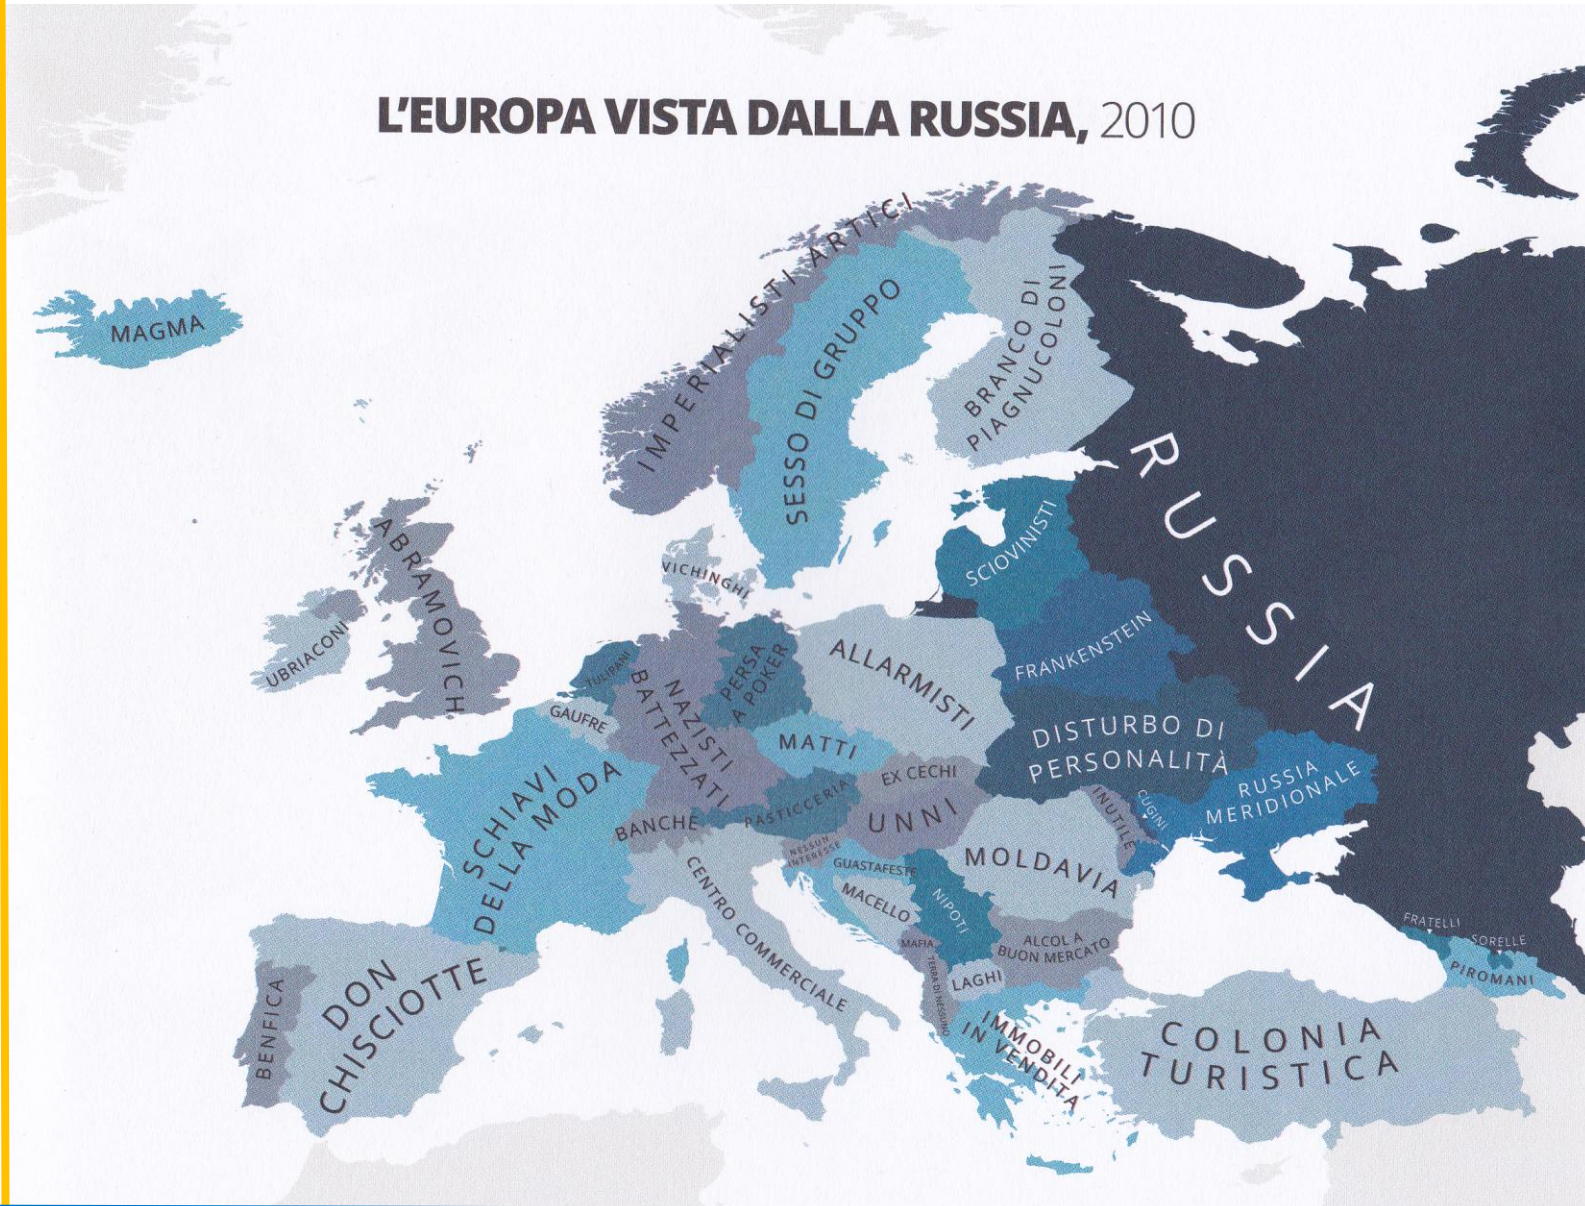 L'EUROPA VISTA DALLA RUSSIA, 2010
MAGMA
IMPERIALISTI ARTICI
SESSO DI GRUPPO
BRANCO DI
PIAGNUCOLONI
RUSSIA
SCIOVINISTI
ABRAMOVICH
UBRIACONI
VICHINGHI
FRANKENSTEIN
TULIPANI
GAUFRE
NAZISTI
BATTEZZATI
PERSA
A POKER
ALLARMISTI
DISTURBO DI
PERSONALITÀ
MATTI
EX CECHI
RUSSIA
MERIDIONALE
SCHIAVI
DELLA MODA
BANCHE
PASTICCERIA
UNNI
INUTILE
CUGINI
NESSUN
INTERESSE
GUASTAFESTE
MOLDAVIA
CENTRO COMMERCIALE
MACELLO
NIPOTI
MAFIA
ALCOL A
BUON MERCATO
FRATELLI
SORELLE
PIROMANI
LAGHI
TERRA DI NESSUNO
BENFICA
DON
CHISCIOTTE
IMMOBILI
IN VENDITA
COLONIA
TURISTICA